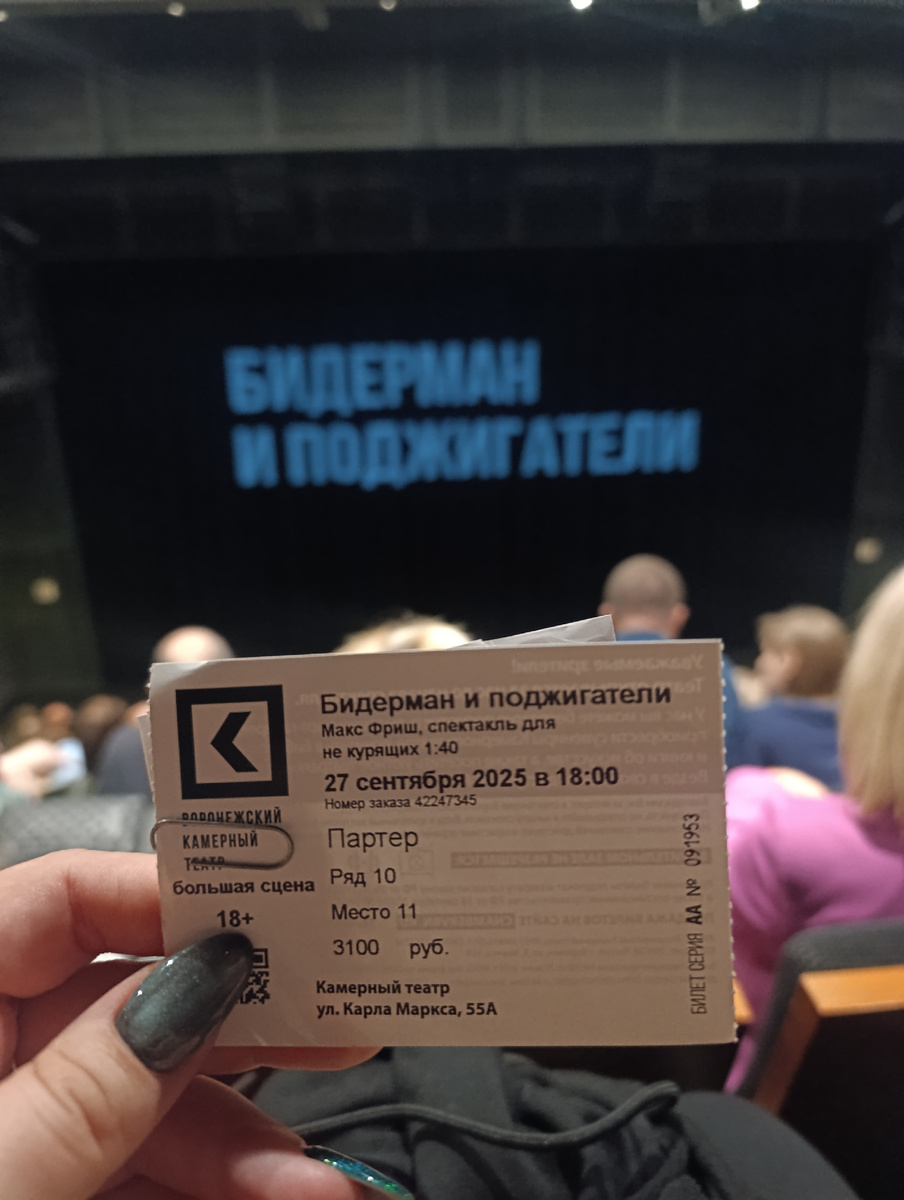 БИДЕРМАН
И ПОДЖИГАТЕЛИ
Бидерман и поджигатели
Макс Фриш, спектакль для
не курящих 1:40
27 сентября 2025 в 18:00
Номер заказа 42247345
ВОРОНЕЖСКИЙ
КАМЕРНЫЙ
ТЕАТР
большая сцена
18+
Партер
Ряд 10
Место 11
3100 руб.
Камерный театр
ул. Карла Маркса, 55А
БИЛЕТ СЕРИЯ АА № 091953
Уважаемые зрители!